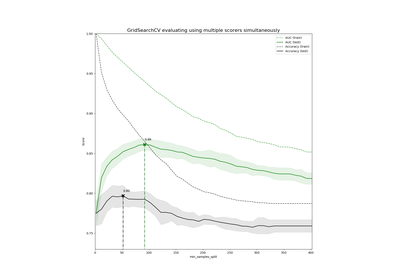 GridSearchCV evaluating using multiple scorers simultaneously
AUC (train)
AUC (test)
Accuracy (train)
Accuracy (test)
1.00
0.95
0.90
0.85
0.80
0.75
Score
0.86
0.80
0
50
100
150
200
250
300
350
400
min_samples_split